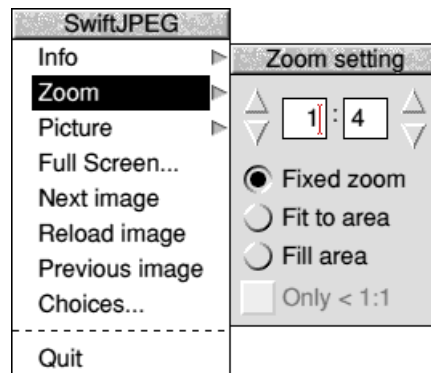 SwiftJPEG
Info
Zoom
Picture
Full Screen...
Next image
Reload image
Previous image
Choices...
Quit
Zoom setting
1 : 4
Fixed zoom
Fit to area
Fill area
Only < 1:1